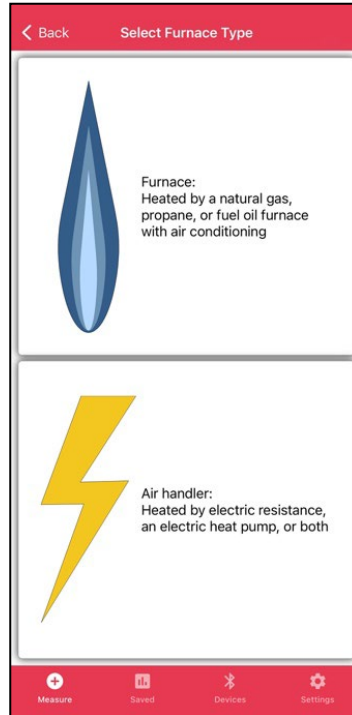 Back
Select Furnace Type
Furnace:
Heated by a natural gas,
propane, or fuel oil furnace
with air conditioning
Air handler:
Heated by electric resistance,
an electric heat pump, or both
Measure
Saved
Devices
Settings